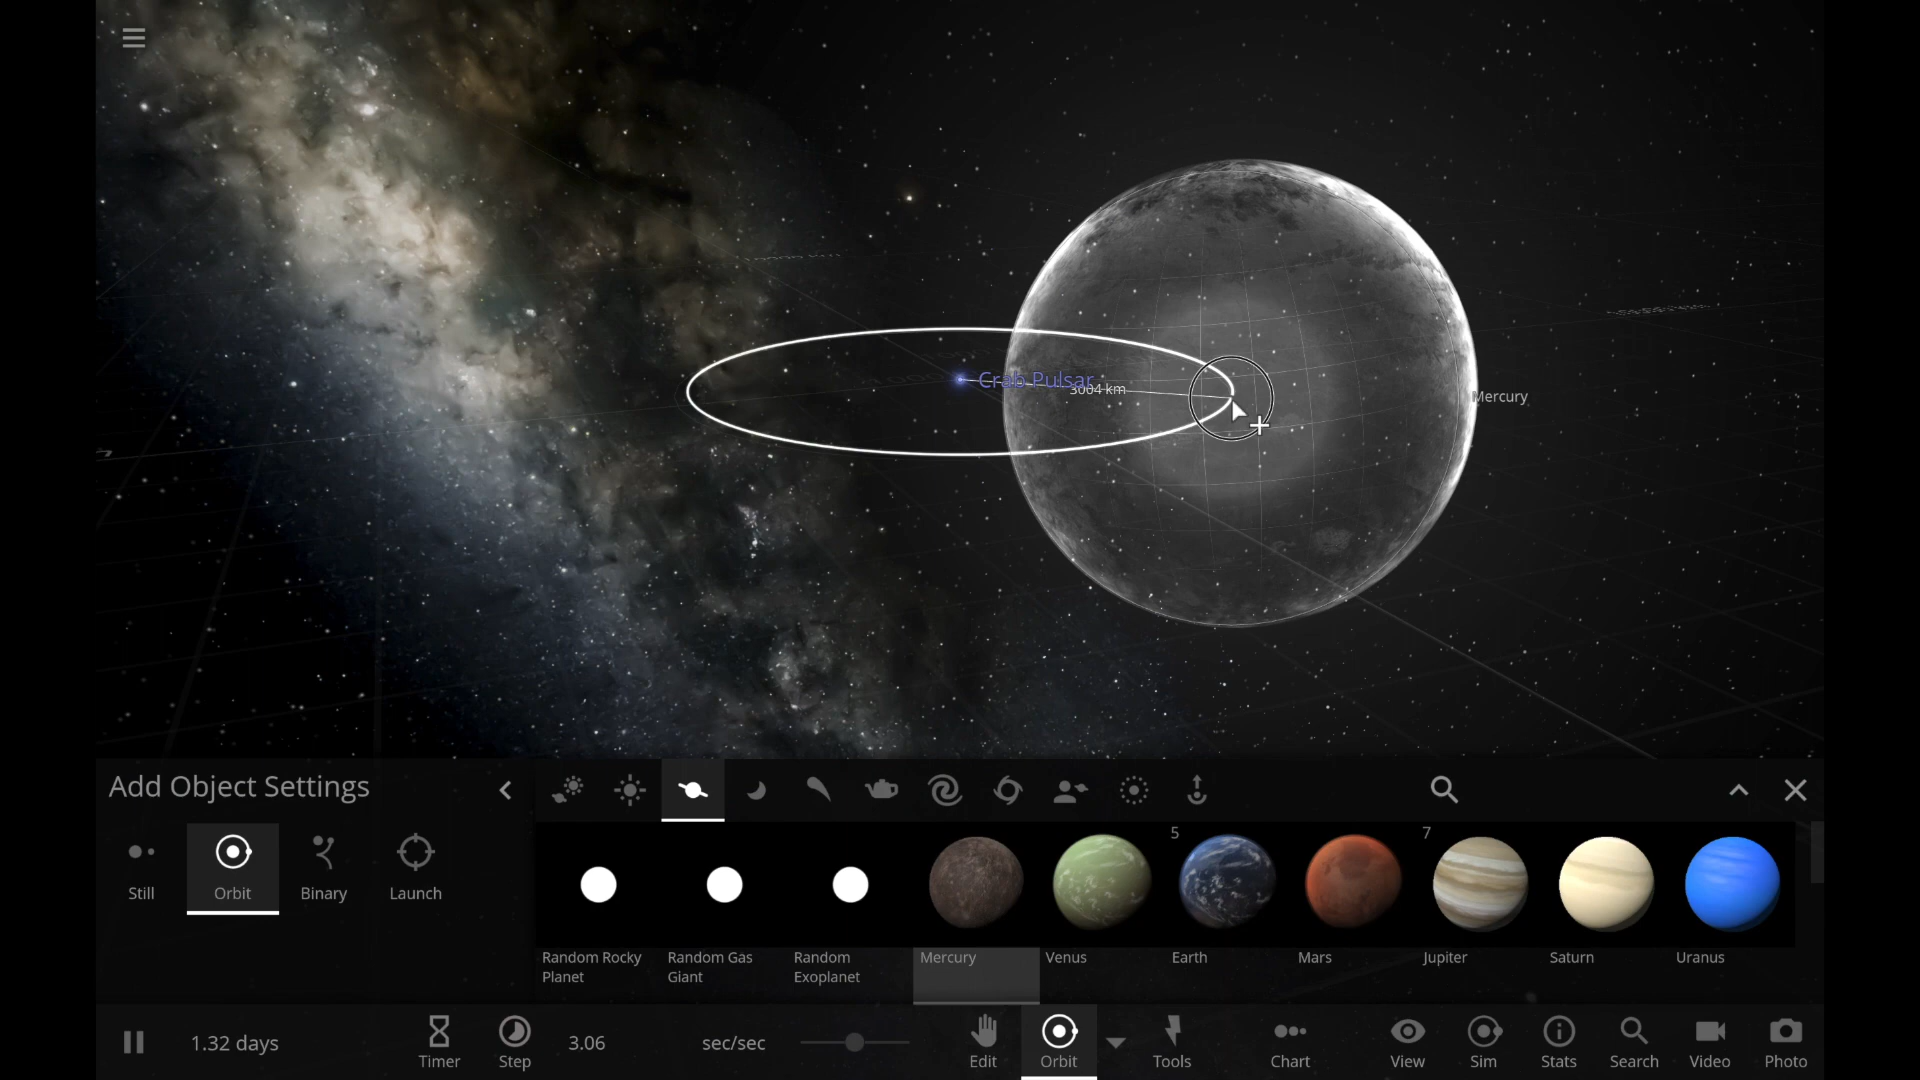 Crab Pulsar
3004 km
Mercury
Add Object Settings
Still
Orbit
Binary
Launch
5
7
Random Rocky
Planet
Random Gas
Giant
Random
Exoplanet
Mercury
Venus
Earth
Mars
Jupiter
Saturn
Uranus
1.32 days
Timer
Step
3.06
sec/sec
Edit
Orbit
Tools
Chart
View
Sim
Stats
Search
Video
Photo